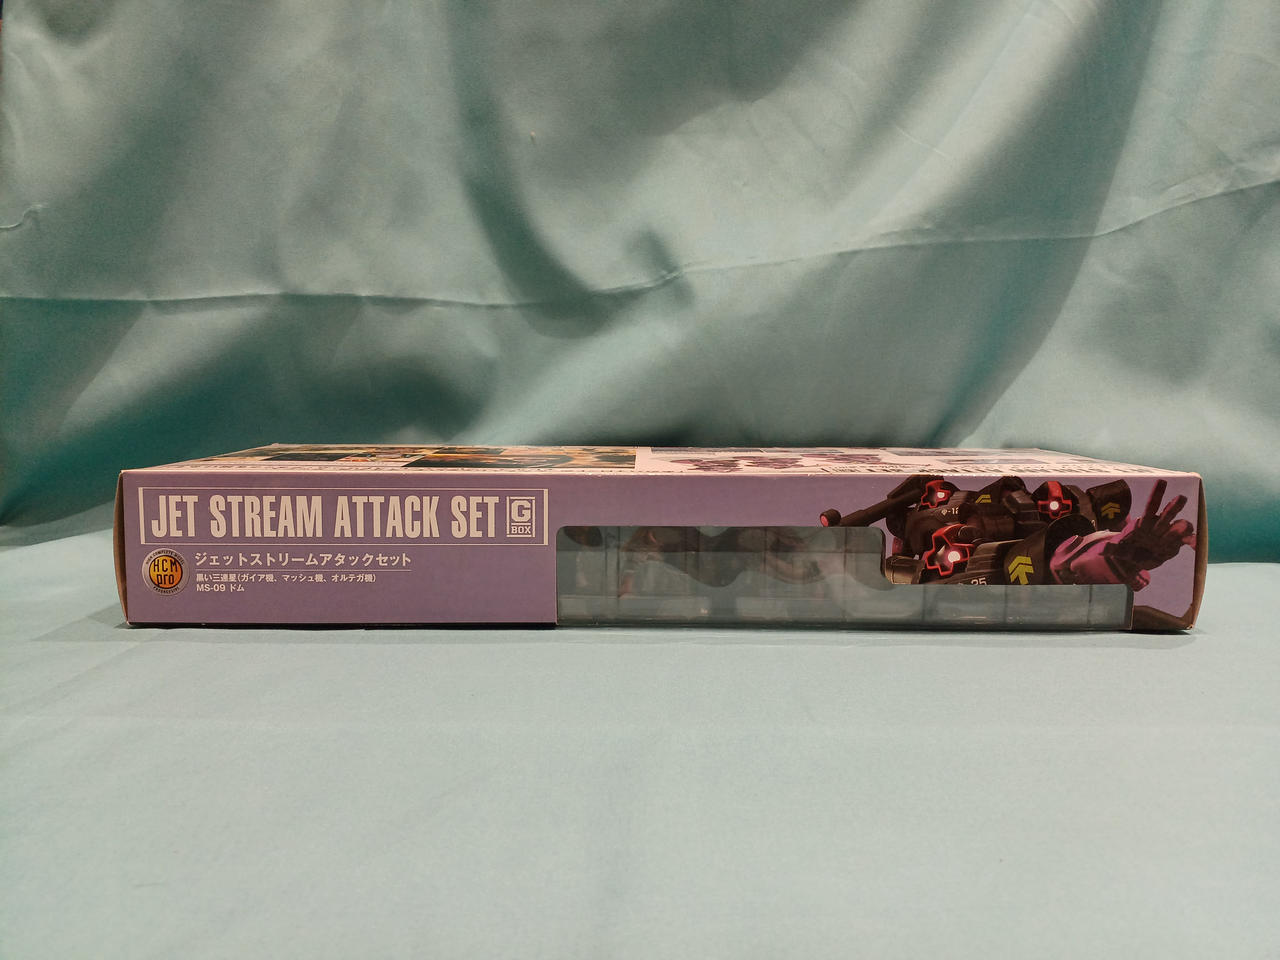 JET STREAM ATTACK SET
G
BOX
HCM
pro
ジェットストリームアタックセット
黒い三連星(ガイア機、マッシュ機、オルテガ機)
MS-09 ドム
25